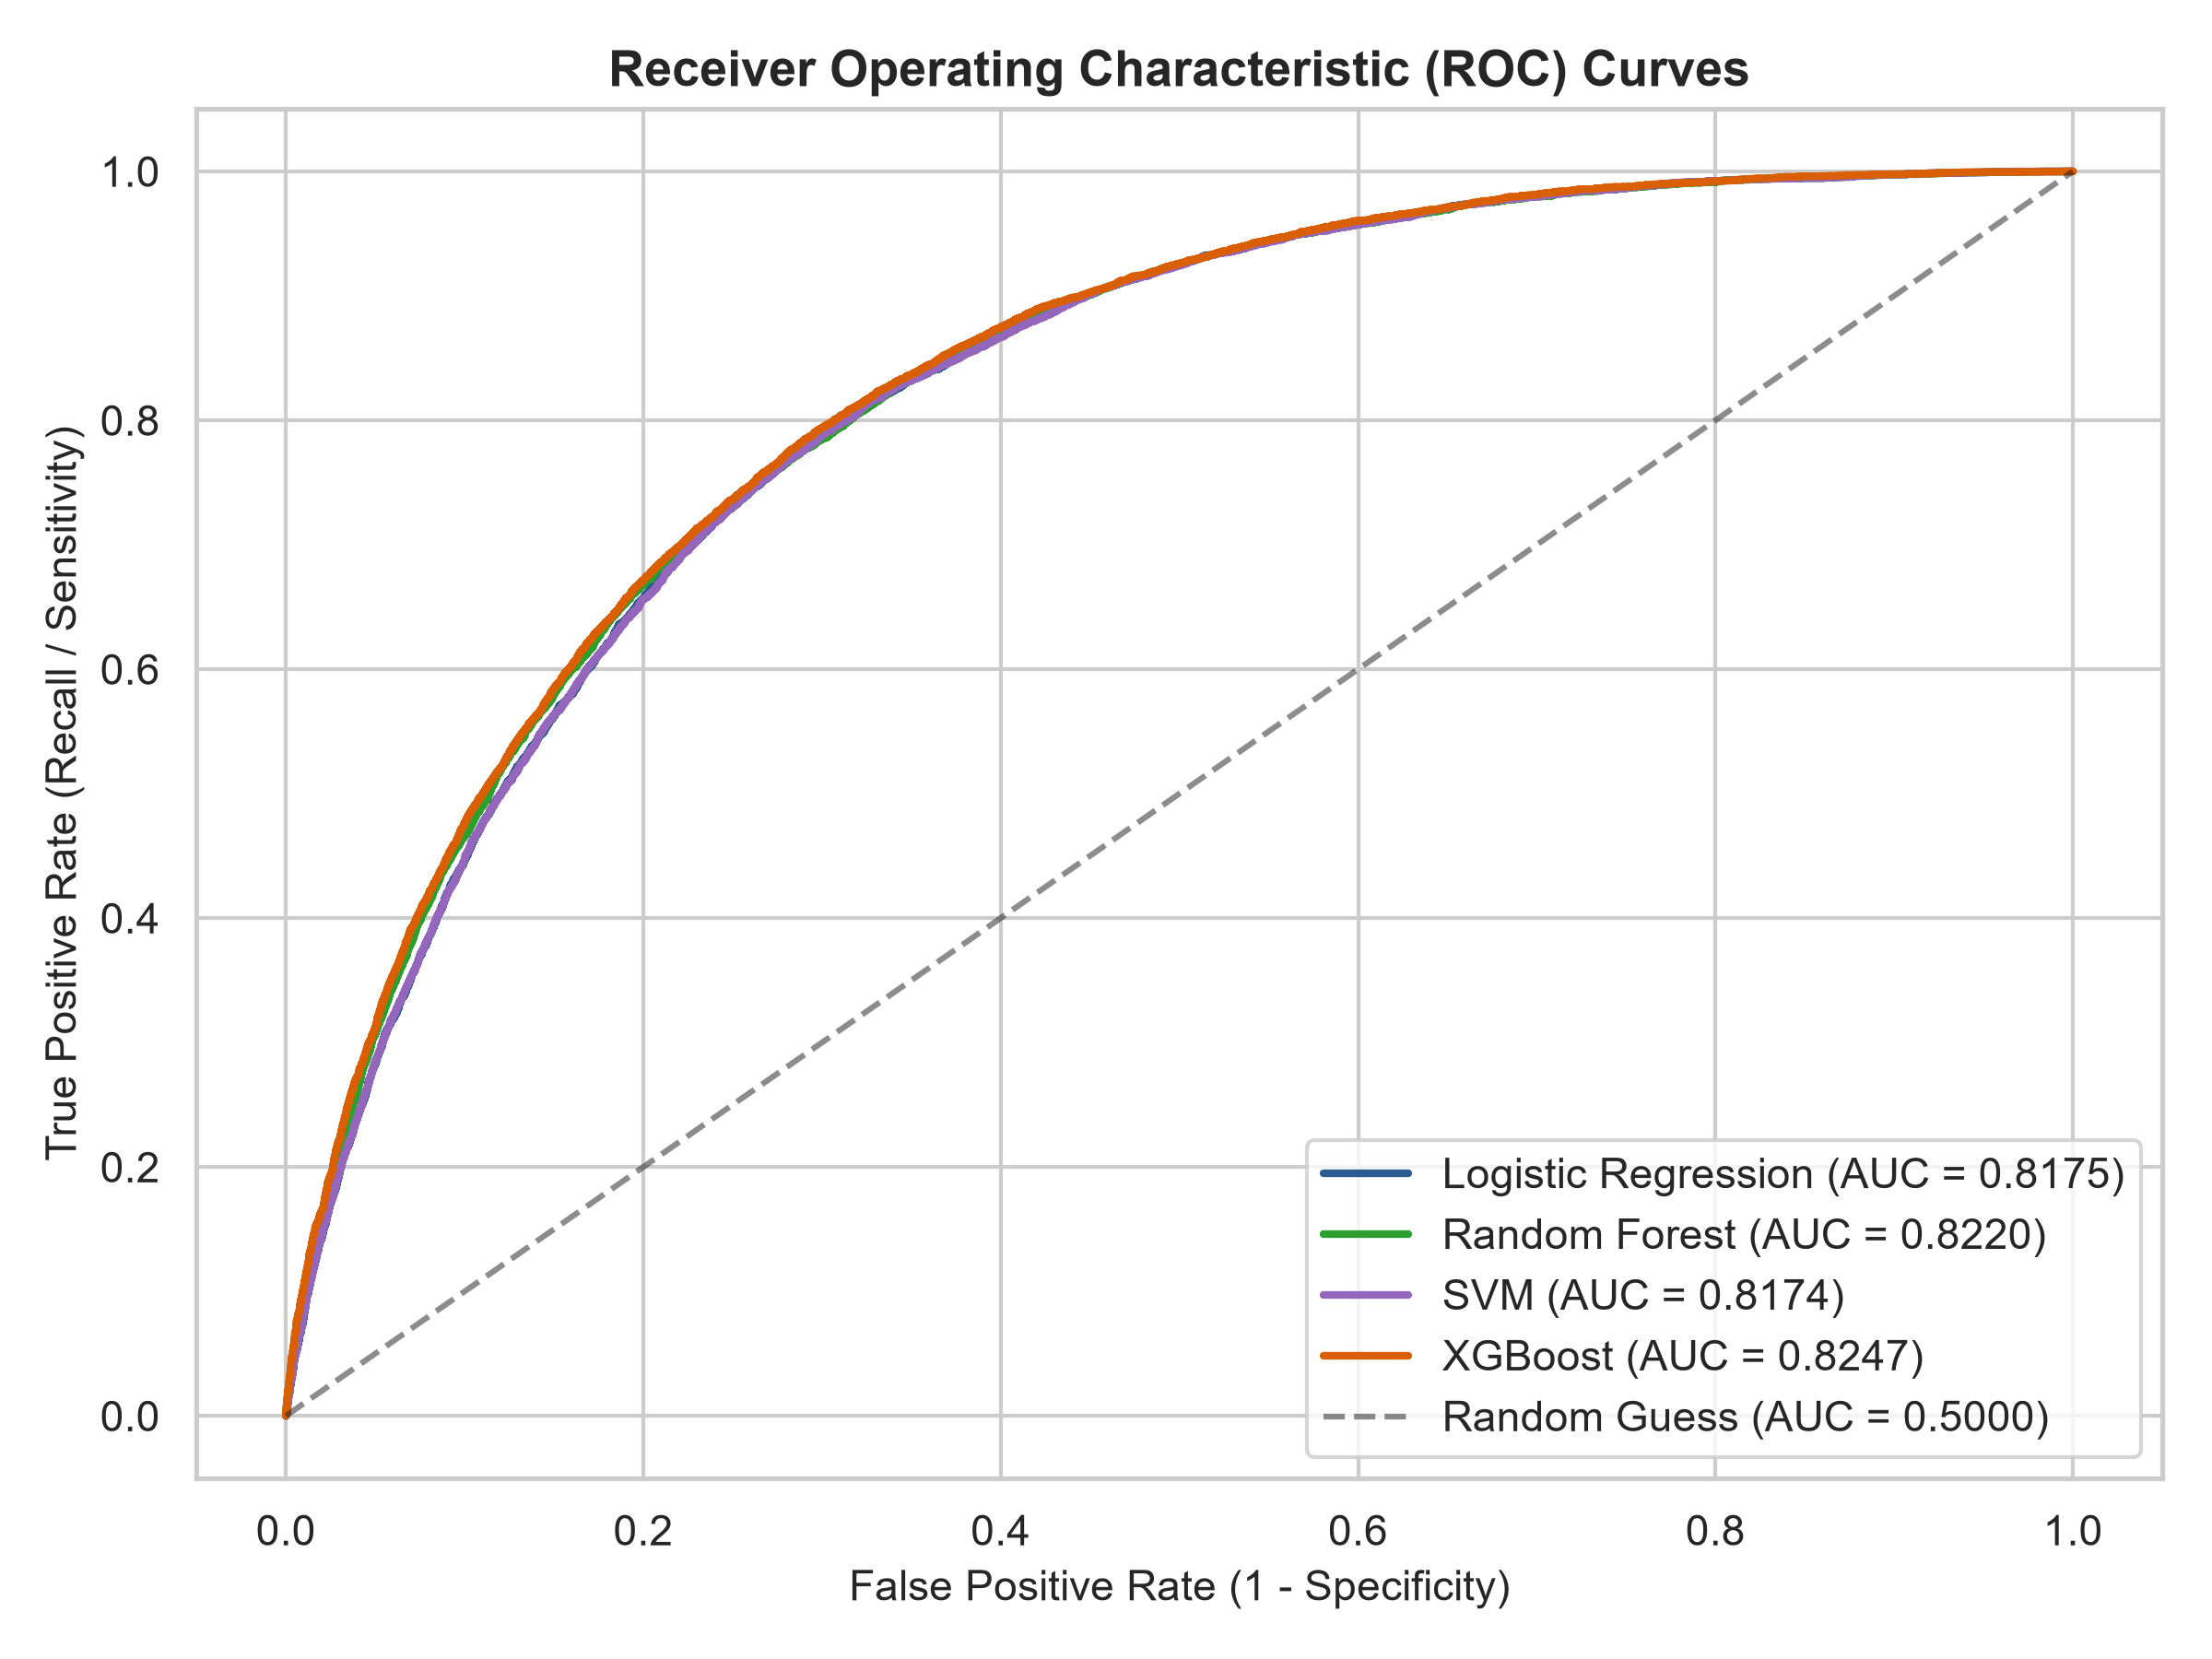 Receiver Operating Characteristic (ROC) Curves
True Positive Rate (Recall / Sensitivity)
1.0
0.8
0.6
0.4
0.2
0.0
Logistic Regression (AUC = 0.8175)
Random Forest (AUC = 0.8220)
SVM (AUC = 0.8174)
XGBoost (AUC = 0.8247)
Random Guess (AUC = 0.5000)
0.0 0.2 0.4 0.6 0.8 1.0
False Positive Rate (1 - Specificity)